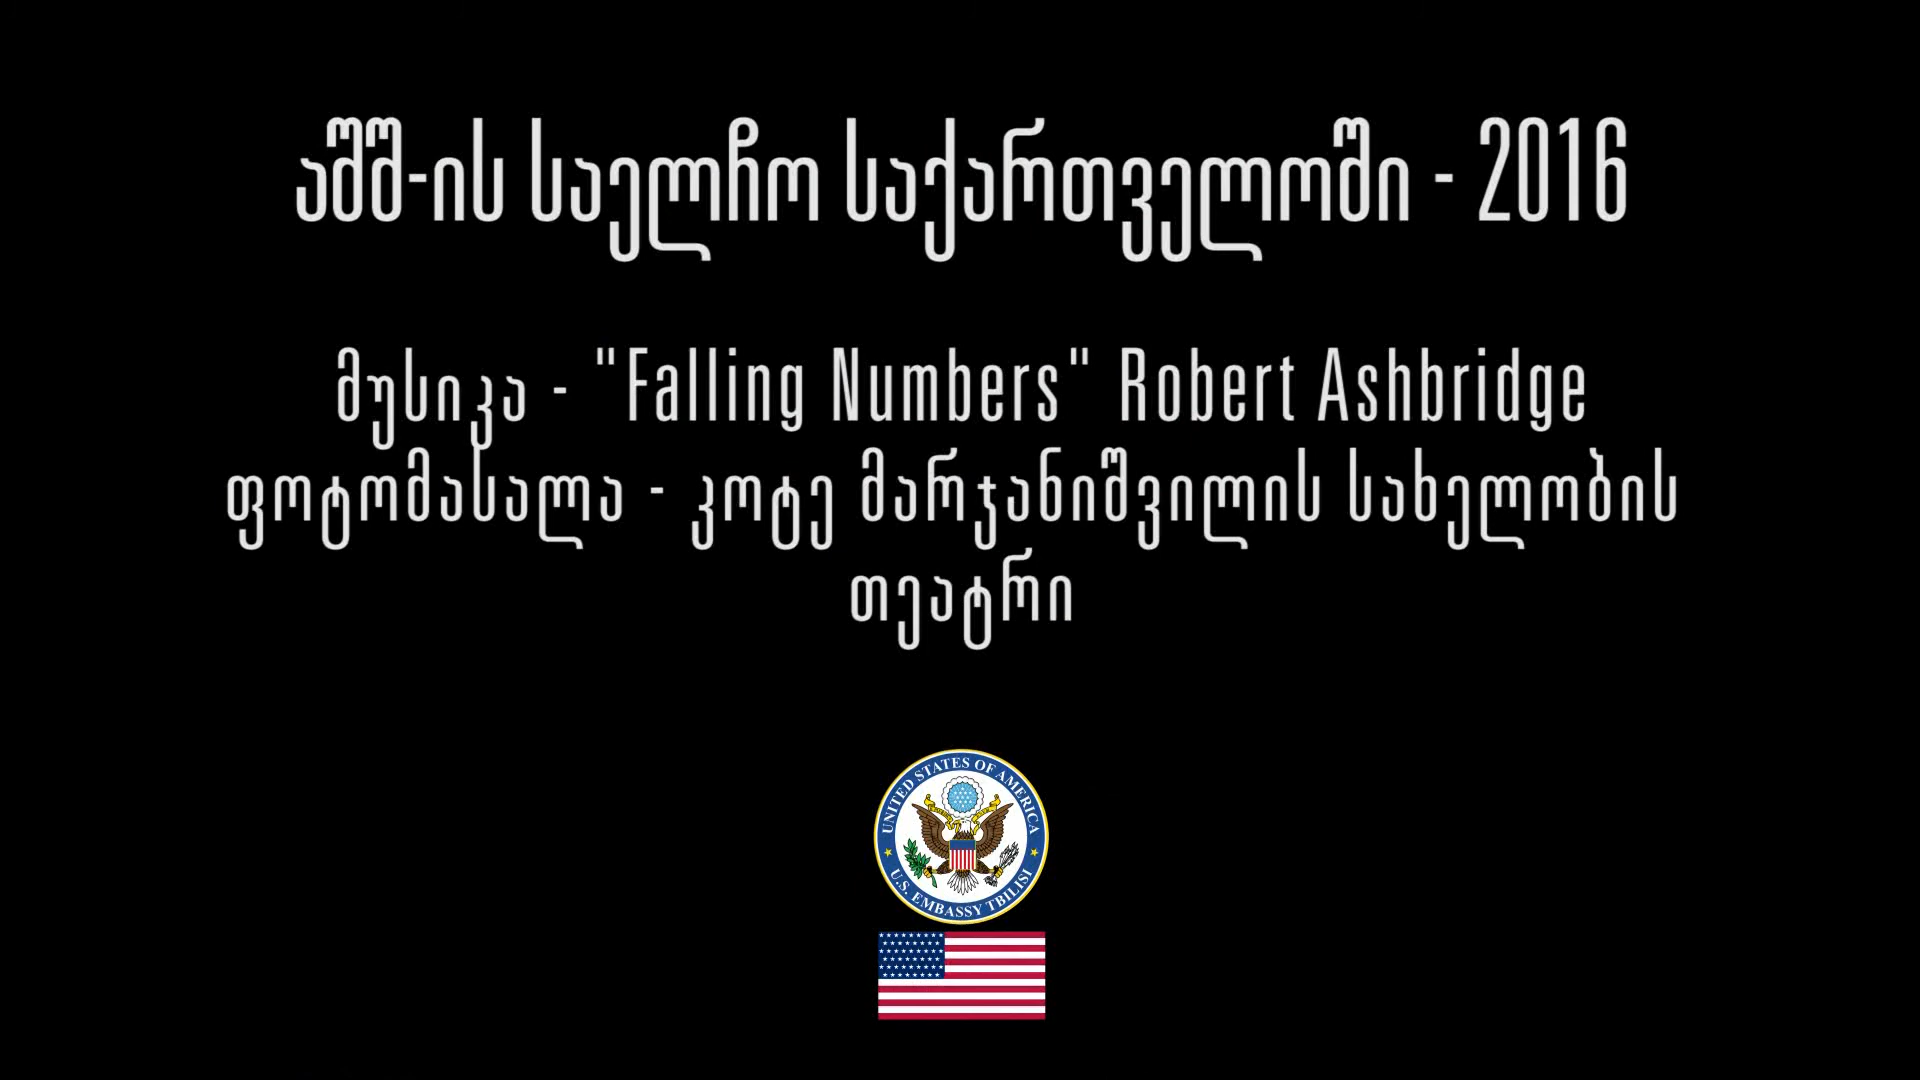 აშშ-ის საელჩო საქართველოში - 2016
მუსიკა - "Falling Numbers" Robert Ashbridge
ფოტომასალა - კოტე მარჯანიშვილის სახელობის
თეატრი
UNITED STATES OF AMERICA
U.S. EMBASSY TBILISI